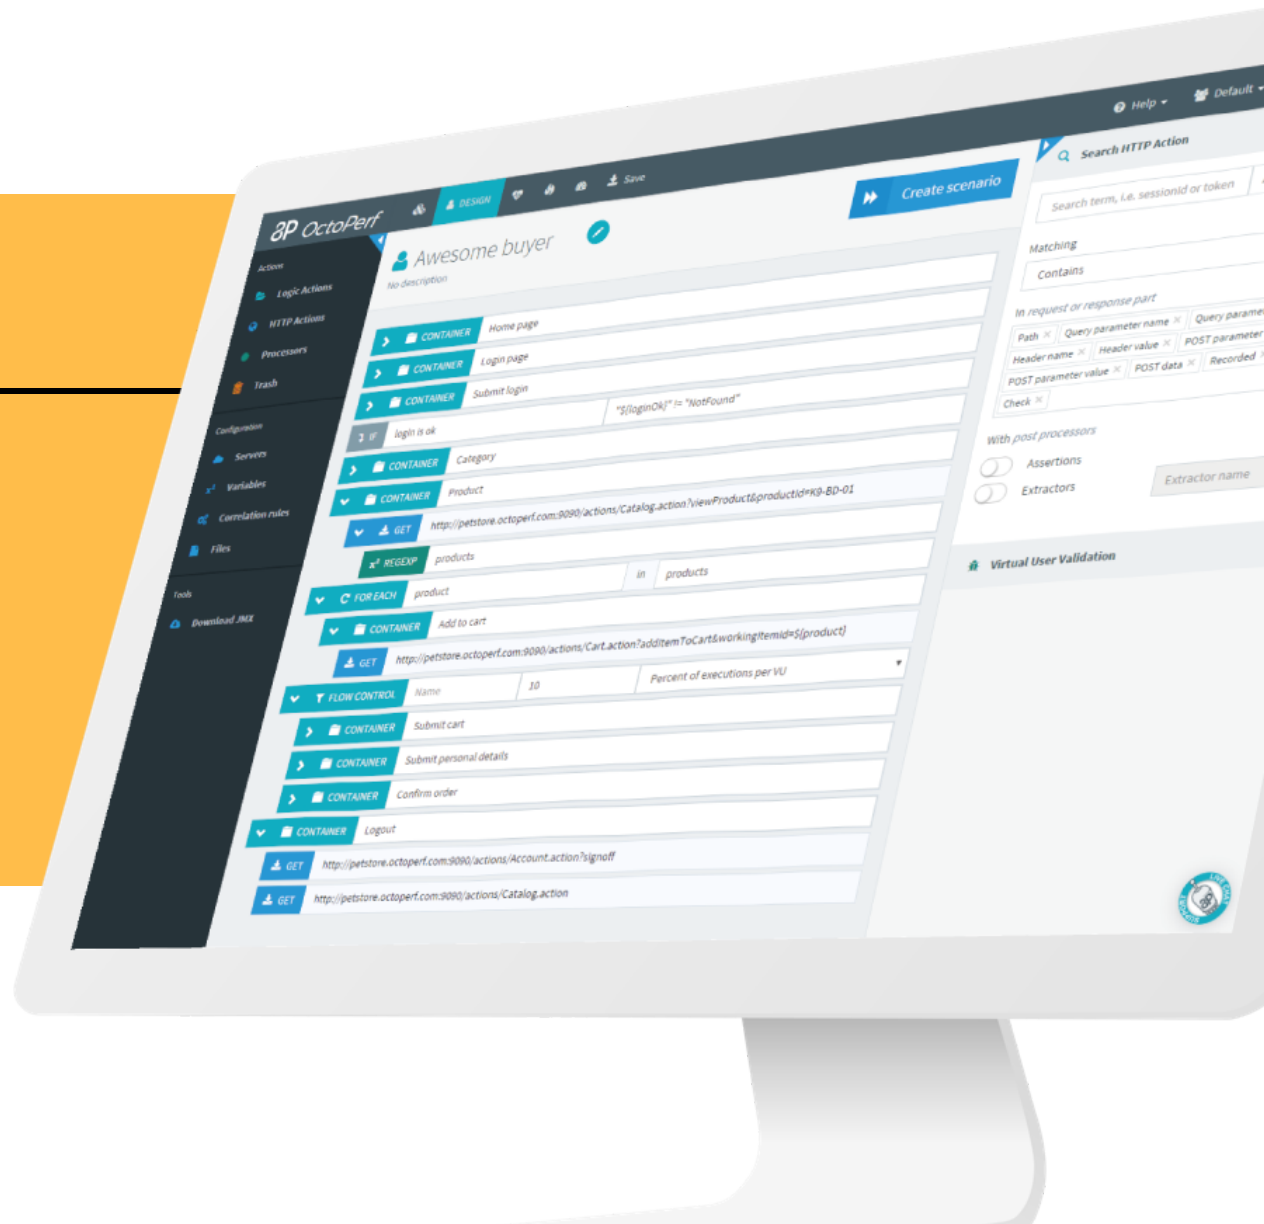 OctoPerf
DESIGN
Save
Help
Default
Actions
Logic Actions
HTTP Actions
Processors
Trash
Configuration
Servers
x² Variables
Correlation rules
Files
Tools
Download JMX
Awesome buyer
No description
Create scenario
CONTAINER Home page
CONTAINER Login page
CONTAINER Submit login
IF login is ok "${loginOk}" != "NotFound"
CONTAINER Category
CONTAINER Product
GET http://petstore.octoperf.com:9090/actions/Catalog.action?viewProduct&productId=K9-BD-01
x² REGEXP products
FOR EACH product in products
CONTAINER Add to cart
GET http://petstore.octoperf.com:9090/actions/Cart.action?addItemToCart&workingItemId=${product}
FLOW CONTROL Name 10 Percent of executions per VU
CONTAINER Submit cart
CONTAINER Submit personal details
CONTAINER Confirm order
CONTAINER Logout
GET http://petstore.octoperf.com:9090/actions/Account.action?signoff
GET http://petstore.octoperf.com:9090/actions/Catalog.action
Search HTTP Action
Search term, i.e. sessionid or token
Matching
Contains
In request or response part
Path × Query parameter name × Query
Header name × Header value × POST parameter
POST parameter value × POST data × Recorded ×
Check ×
With post processors
Assertions
Extractors Extractor name
Virtual User Validation
LIVE CHAT
SUPPORT